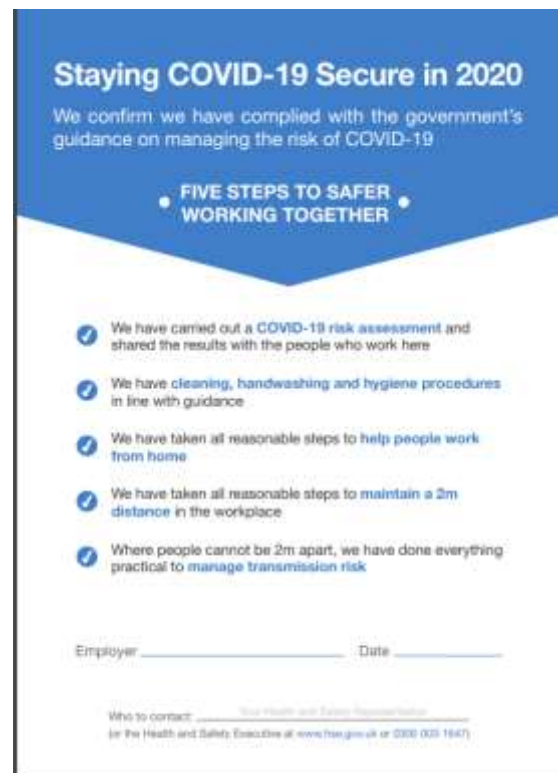 Staying COVID-19 Secure in 2020
We confirm we have complied with the government's
guidance on managing the risk of COVID-19
FIVE STEPS TO SAFER
WORKING TOGETHER
We have carried out a COVID-19 risk assessment and
shared the results with the people who work here
We have cleaning, handwashing and hygiene procedures
in line with guidance
We have taken all reasonable steps to help people work
from home
We have taken all reasonable steps to maintain a 2m
distance in the workplace
Where people cannot be 2m apart, we have done everything
practical to manage transmission risk
Employer Date
Who to contact: Your Health and Safety Representative
(or the Health and Safety Executive at www.hse.gov.uk or 0300 003 1647)